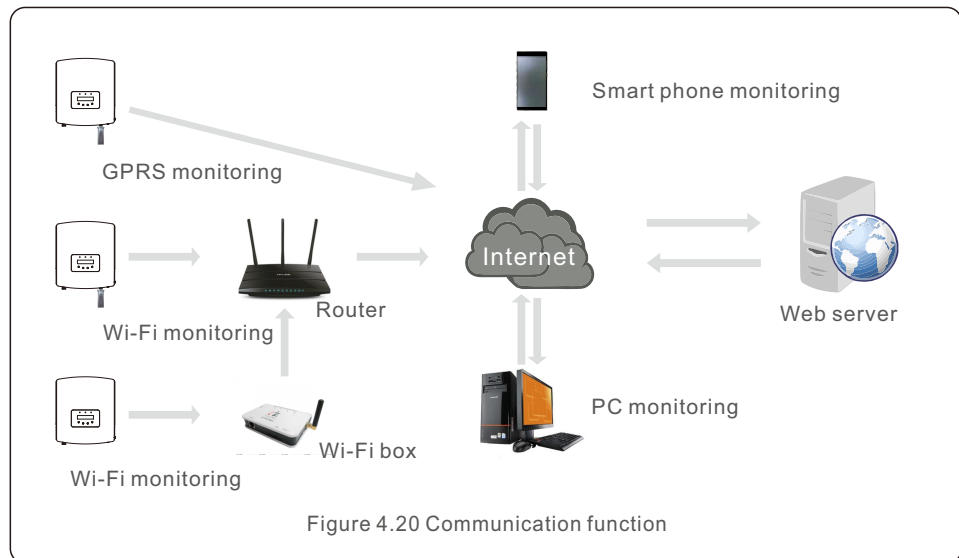 Smart phone monitoring
GPRS monitoring
Internet
Router
Web server
Wi-Fi monitoring
PC monitoring
Wi-Fi box
Wi-Fi monitoring
Figure 4.20 Communication function